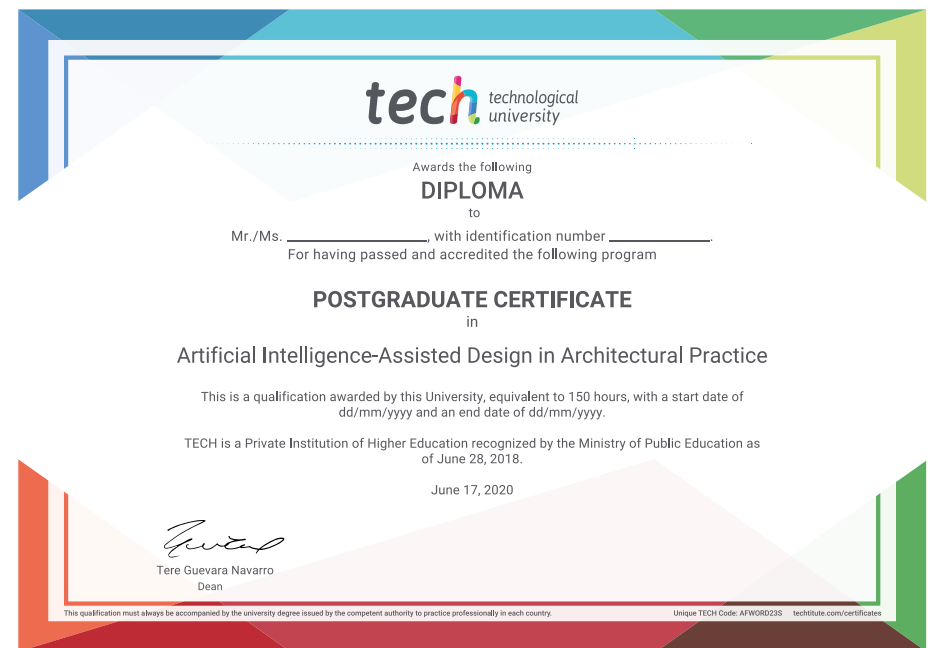 tech technological
university
Awards the following
DIPLOMA
to
Mr./Ms. ____________, with identification number ____________.
For having passed and accredited the following program
POSTGRADUATE CERTIFICATE
in
Artificial Intelligence-Assisted Design in Architectural Practice
This is a qualification awarded by this University, equivalent to 150 hours, with a start date of
dd/mm/yyyy and an end date of dd/mm/yyyy.
TECH is a Private Institution of Higher Education recognized by the Ministry of Public Education as
of June 28, 2018.
June 17, 2020
Tere Guevara Navarro
Dean
This qualification must always be accompanied by the university degree issued by the competent authority to practice professionally in each country.
Unique TECH Code: AFWORD23S techtitute.com/certificates